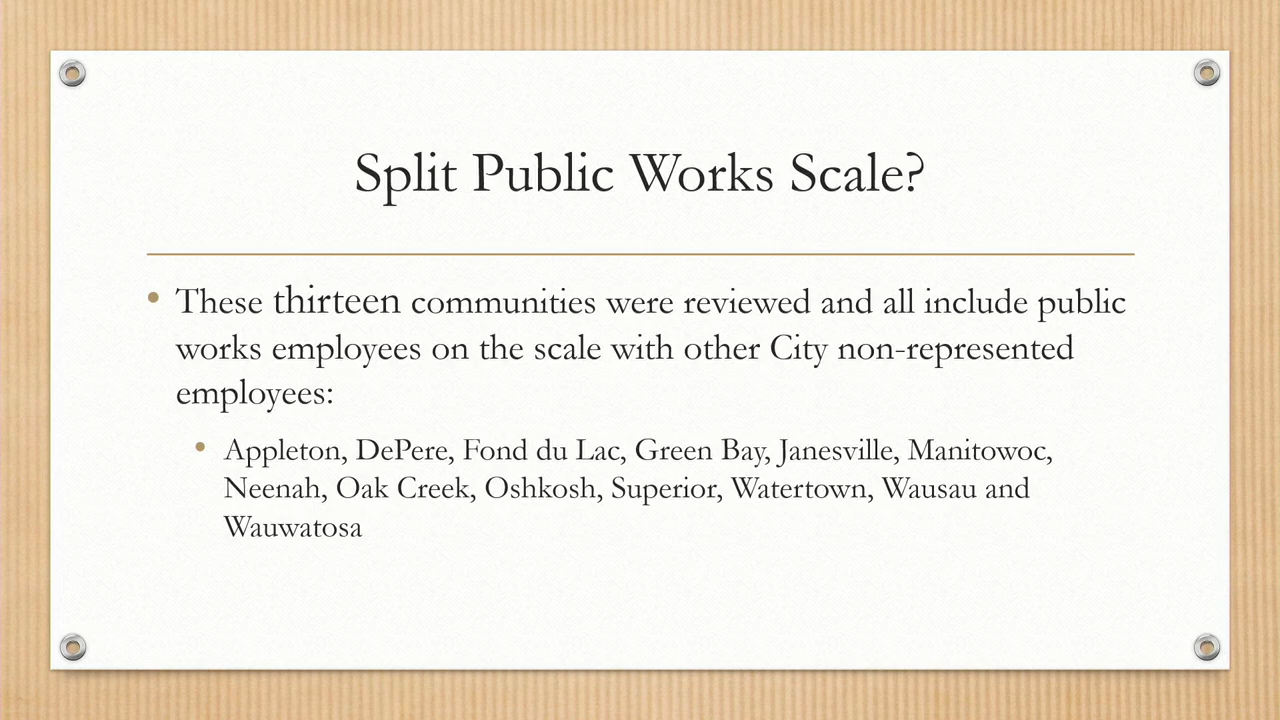 Split Public Works Scale?
• These thirteen communities were reviewed and all include public
works employees on the scale with other City non-represented
employees:
• Appleton, DePere, Fond du Lac, Green Bay, Janesville, Manitowoc,
Neenah, Oak Creek, Oshkosh, Superior, Watertown, Wausau and
Wauwatosa